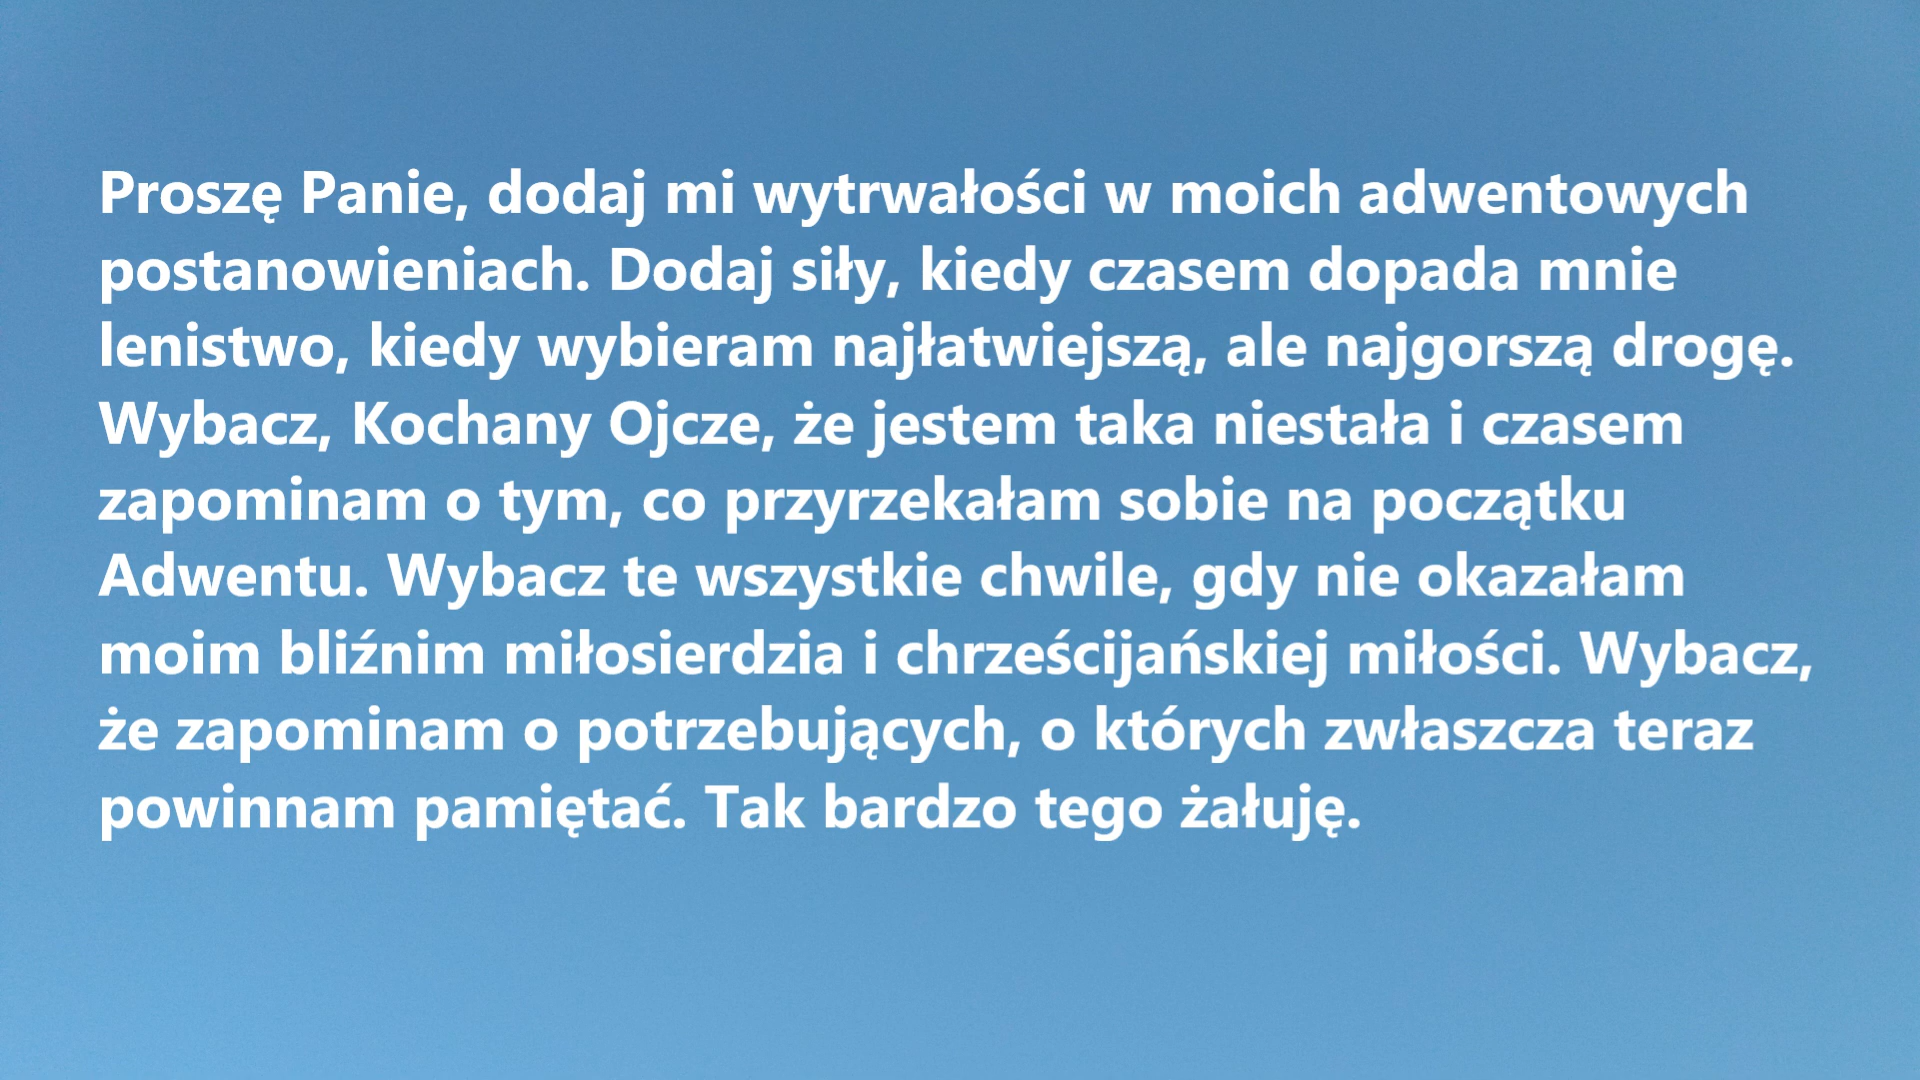 Proszę Panie, dodaj mi wytrwałości w moich adwentowych
postanowieniach. Dodaj siły, kiedy czasem dopada mnie
lenistwo, kiedy wybieram najłatwiejszą, ale najgorszą drogę.
Wybacz, Kochany Ojcze, że jestem taka niestała i czasem
zapominam o tym, co przyrzekałam sobie na początku
Adwentu. Wybacz te wszystkie chwile, gdy nie okazałam
moim bliźnim miłosierdzia i chrześcijańskiej miłości. Wybacz,
że zapominam o potrzebujących, o których zwłaszcza teraz
powinnam pamiętać. Tak bardzo tego żałuję.